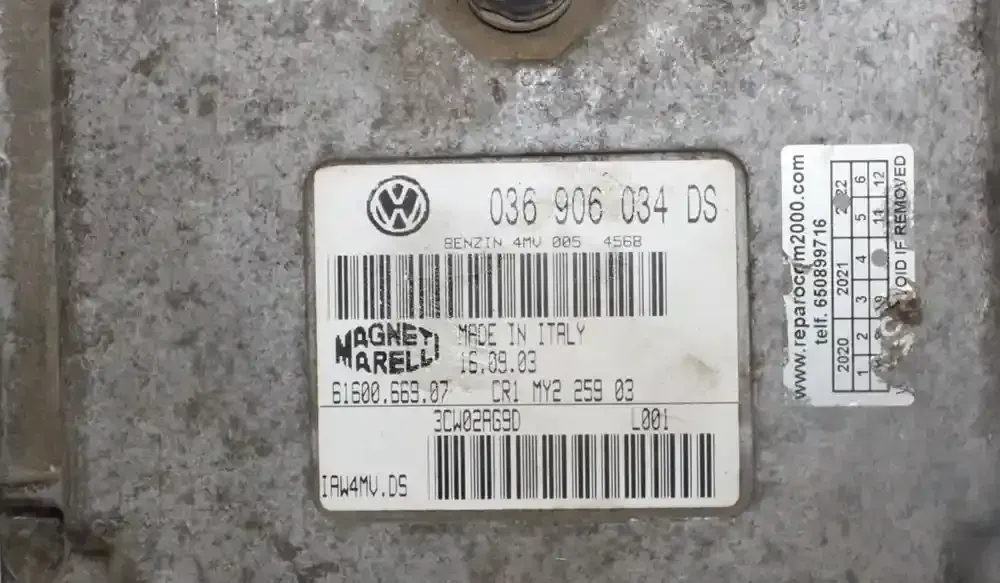 036 906 034 DS
BENZIN 4MV 005 4568
MAGNETI
MARELLI
MADE IN ITALY
16.09.03
61600.669.07 CR1 MY2 259 03
3CW02AG9D L001
IAW4MV.DS
www.reparocom2000.com
telf. 650899716
2020 2021
1 2 3 4 5 6
9 11 12
VOID IF REMOVED